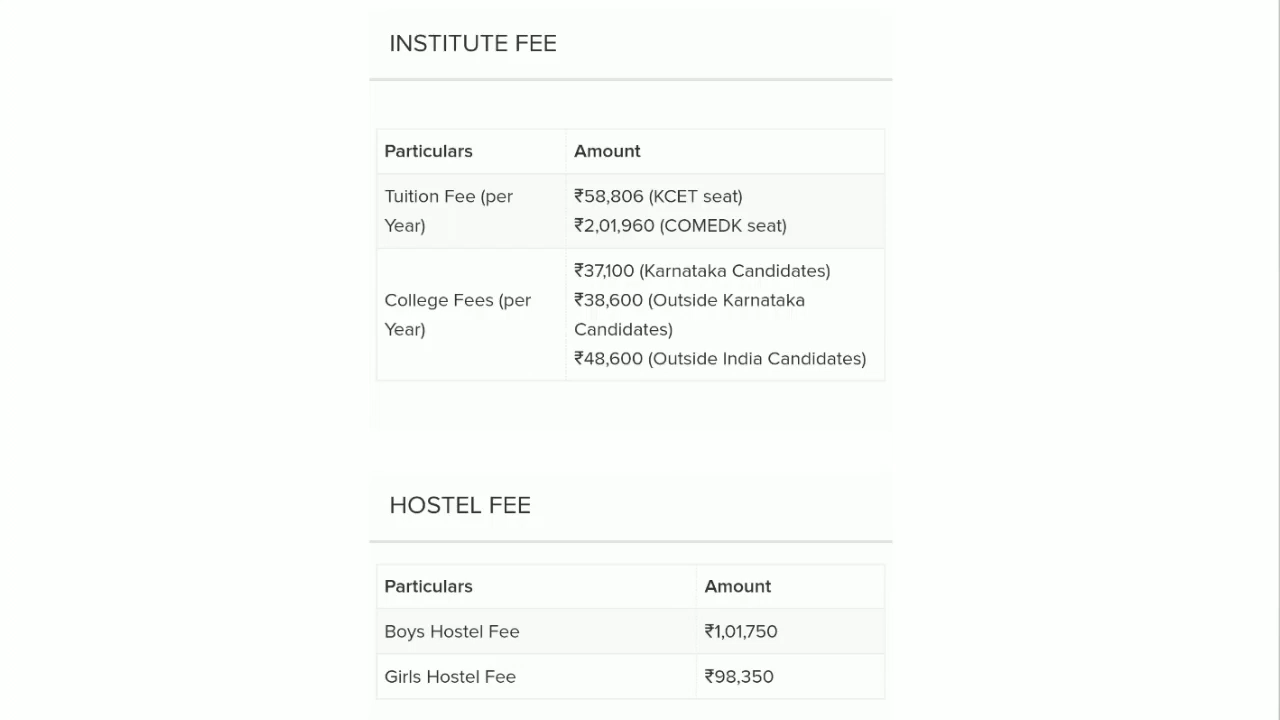 INSTITUTE FEE
Particulars Amount
Tuition Fee (per Year) ₹58,806 (KCET seat)
₹2,01,960 (COMEDK seat)
College Fees (per Year) ₹37,100 (Karnataka Candidates)
₹38,600 (Outside Karnataka
Candidates)
₹48,600 (Outside India Candidates)
HOSTEL FEE
Particulars Amount
Boys Hostel Fee ₹1,01,750
Girls Hostel Fee ₹98,350